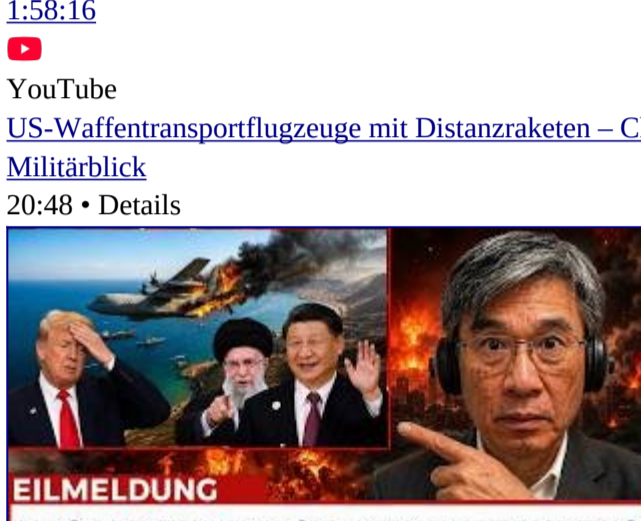 1:58:16
YouTube
US-Waffentransportflugzeuge mit Distanzraketen –
Militärblick
20:48 • Details
EILMELDUNG